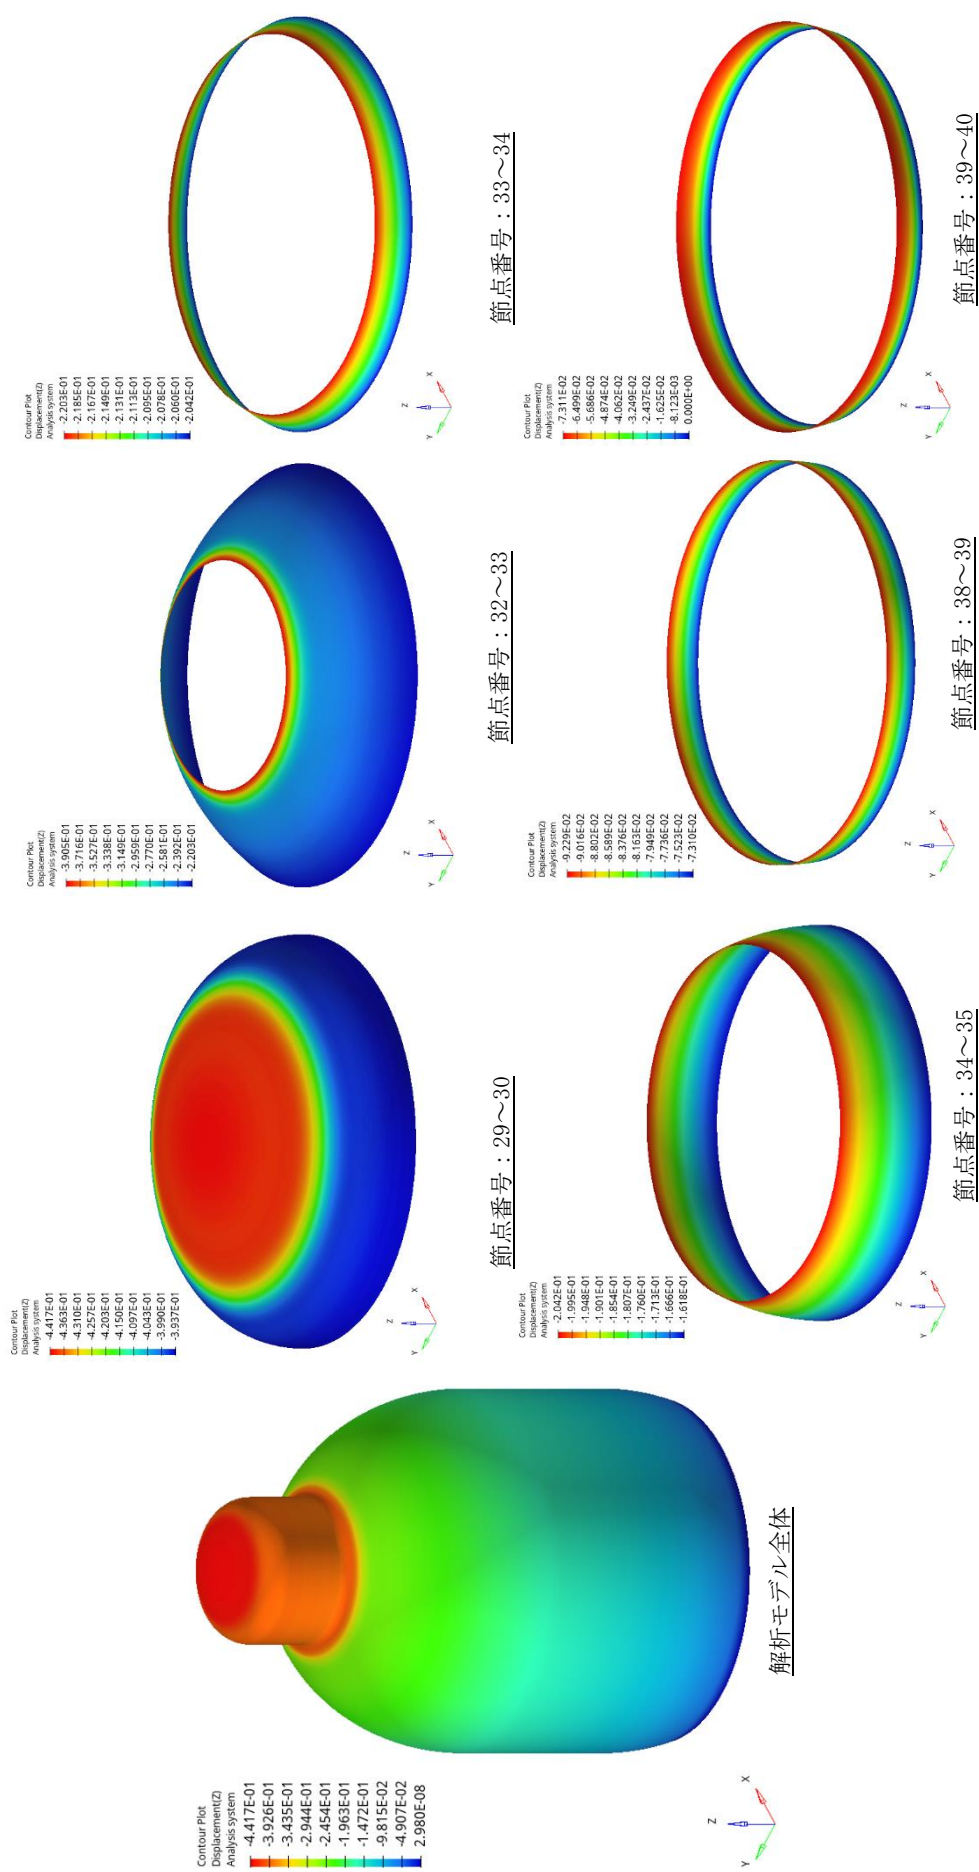 Contour Plot
Displacement(Z)
Analysis system
-4.417E-01
-3.926E-01
-3.435E-01
-2.944E-01
-2.454E-01
-1.963E-01
-1.472E-01
-9.815E-02
-4.907E-02
2.980E-08
Z
X
Y
解析モデル全体
Contour Plot
Displacement(Z)
Analysis system
-4.417E-01
-4.363E-01
-4.310E-01
-4.257E-01
-4.203E-01
-4.150E-01
-4.097E-01
-4.043E-01
-3.990E-01
-3.937E-01
Z
X
Y
節点番号：29～30
Contour Plot
Displacement(Z)
Analysis system
-3.905E-01
-3.716E-01
-3.527E-01
-3.338E-01
-3.149E-01
-2.959E-01
-2.770E-01
-2.581E-01
-2.392E-01
-2.203E-01
Z
X
Y
節点番号：32～33
Contour Plot
Displacement(Z)
Analysis system
-2.203E-01
-2.185E-01
-2.167E-01
-2.149E-01
-2.131E-01
-2.113E-01
-2.095E-01
-2.078E-01
-2.060E-01
-2.042E-01
Z
X
Y
節点番号：33～34
Contour Plot
Displacement(Z)
Analysis system
-2.042E-01
-1.995E-01
-1.948E-01
-1.901E-01
-1.854E-01
-1.807E-01
-1.760E-01
-1.713E-01
-1.666E-01
-1.618E-01
Z
X
Y
節点番号：34～35
Contour Plot
Displacement(Z)
Analysis system
-9.229E-02
-9.016E-02
-8.802E-02
-8.589E-02
-8.376E-02
-8.163E-02
-7.949E-02
-7.736E-02
-7.523E-02
-7.310E-02
Z
X
Y
節点番号：38～39
Contour Plot
Displacement(Z)
Analysis system
-7.311E-02
-6.499E-02
-5.686E-02
-4.874E-02
-4.062E-02
-3.249E-02
-2.437E-02
-1.625E-02
-8.123E-03
0.000E+00
Z
X
Y
節点番号：39～40